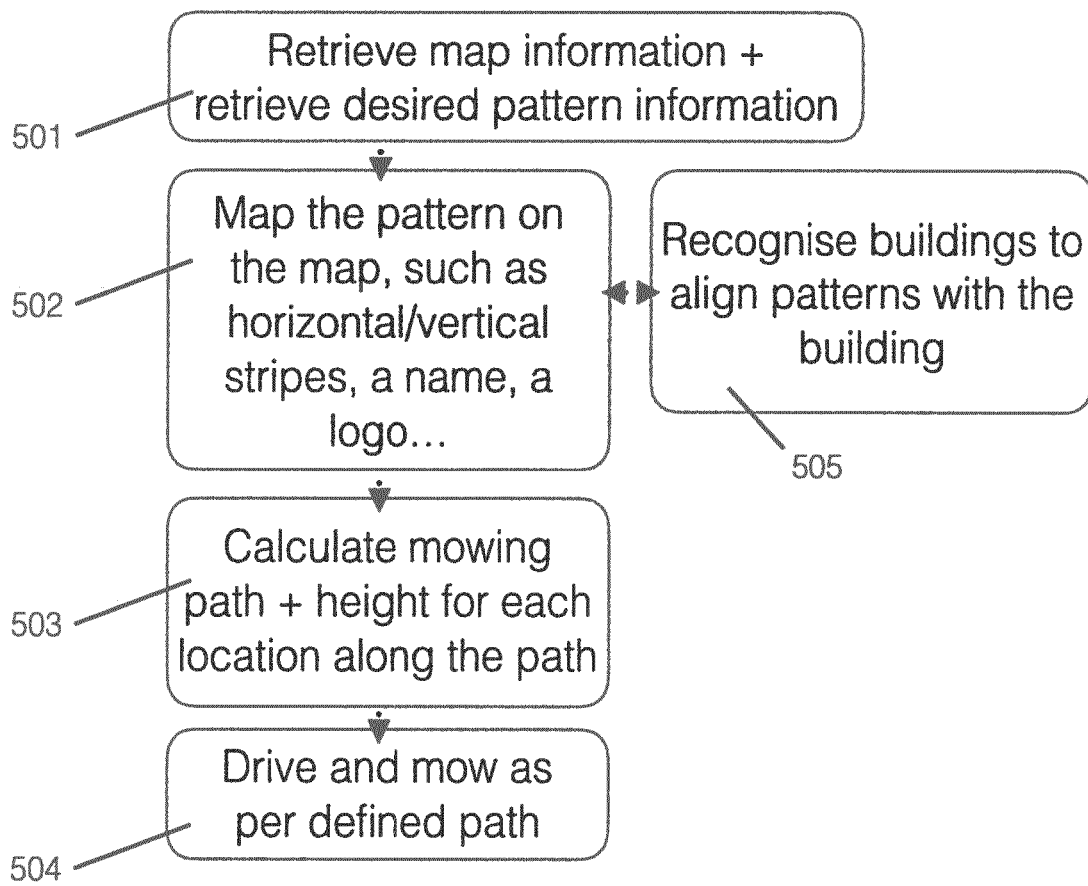 Retrieve map information +
retrieve desired pattern information
501
Map the pattern on
the map, such as
horizontal/vertical
stripes, a name, a
logo...
502
Recognise buildings to
align patterns with the
building
505
Calculate mowing
path + height for each
location along the path
503
Drive and mow as
per defined path
504